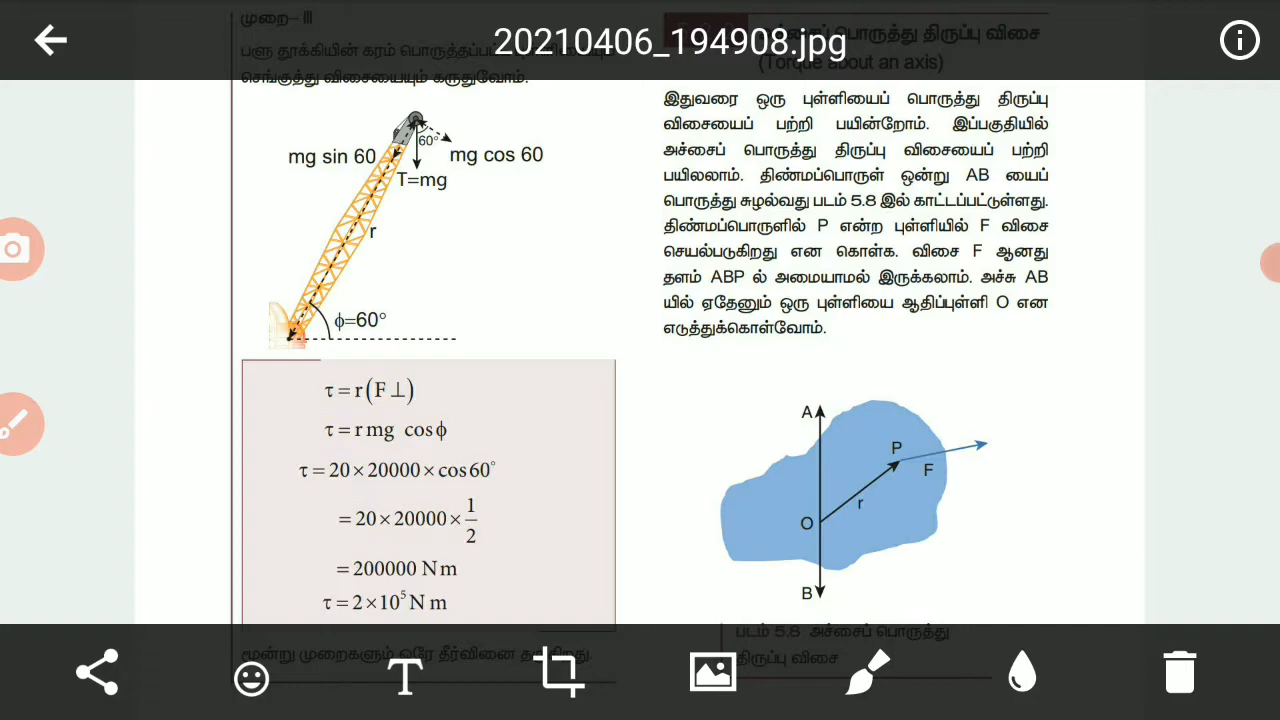 20210406_194908.jpg
முறை– III
செங்குத்து விசையையும் கருதுவோம்.
60°
mg sin 60
mg cos 60
T=mg
r
ϕ=60°
τ = r(F⊥)
τ = r mg cosϕ
τ = 20 × 20000 × cos 60°
= 20 × 20000 × 1/2
= 200000 N m
τ = 2 × 10⁵ N m
மூன்று முறைகளும் ஒரே தீர்வினை
பொருத்து திருப்பு விசை
(Torque about an axis)
இதுவரை ஒரு புள்ளியைப் பொருத்து திருப்பு
விசையைப் பற்றி பயின்றோம். இப்பகுதியில்
அச்சைப் பொருத்து திருப்பு விசையைப் பற்றி
பயிலலாம். திண்மப்பொருள் ஒன்று AB யைப்
பொருத்து சுழல்வது படம் 5.8 இல் காட்டப்பட்டுள்ளது.
திண்மப்பொருளில் P என்ற புள்ளியில் F விசை
செயல்படுகிறது என கொள்க. விசை F ஆனது
தளம் ABP ல் அமையாமல் இருக்கலாம். அச்சு AB
யில் ஏதேனும் ஒரு புள்ளியை ஆதிப்புள்ளி O என
எடுத்துக்கொள்வோம்.
A
P
F
r
O
B
படம் 5.8 அச்சைப் பொருத்து
திருப்பு விசை